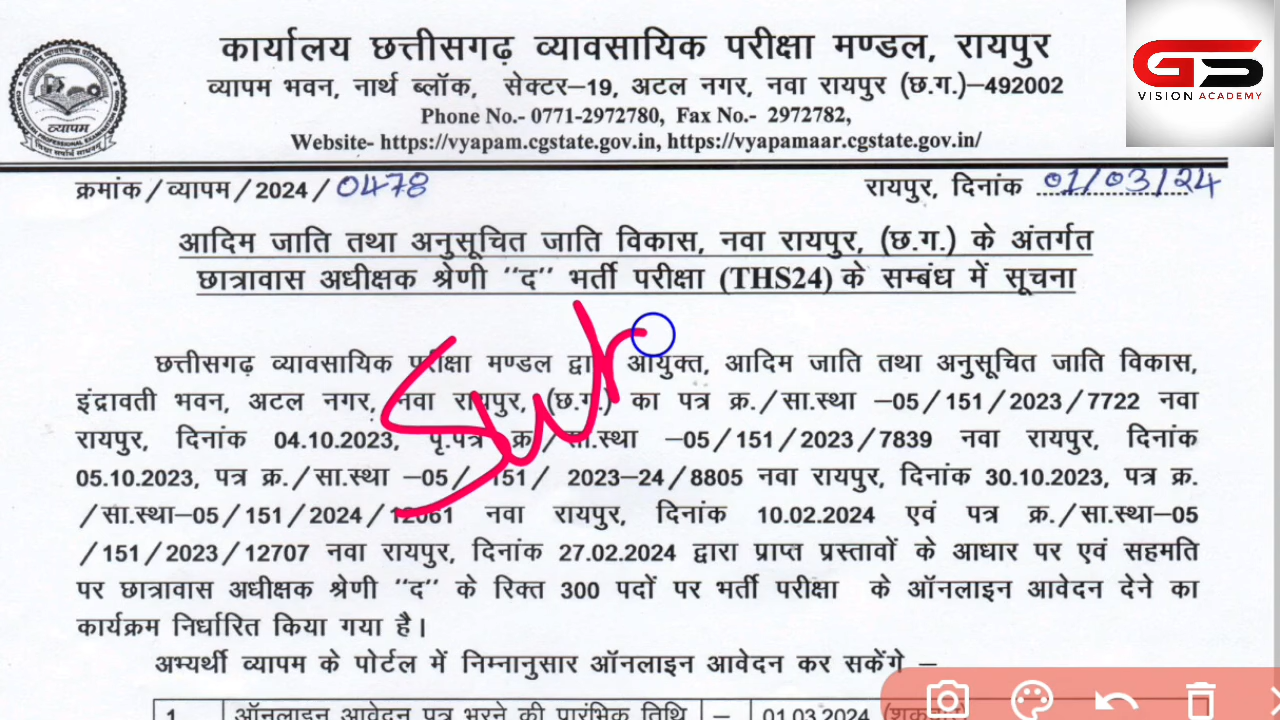 कार्यालय छत्तीसगढ़ व्यावसायिक परीक्षा मण्डल, रायपुर
व्यापम भवन, नार्थ ब्लॉक, सेक्टर–19, अटल नगर, नवा रायपुर (छ.ग.)–492002
Phone No.- 0771-2972780, Fax No.- 2972782,
Website- https://vyapam.cgstate.gov.in, https://vyapamaar.cgstate.gov.in/
GS
VISION ACADEMY
व्यापम
क्रमांक/व्यापम/2024/0478 रायपुर, दिनांक 01/03/24
आदिम जाति तथा अनुसूचित जाति विकास, नवा रायपुर, (छ.ग.) के अंतर्गत
छात्रावास अधीक्षक श्रेणी ''द'' भर्ती परीक्षा (THS24) के सम्बंध में सूचना
छत्तीसगढ़ व्यावसायिक परीक्षा मण्डल द्वारा आयुक्त, आदिम जाति तथा अनुसूचित जाति विकास,
इंद्रावती भवन, अटल नगर, नवा रायपुर, (छ.ग.) का पत्र क्र./सा.स्था –05/151/2023/7722 नवा
रायपुर, दिनांक 04.10.2023, पृ.पत्र क्र/सा.स्था –05/151/2023/7839 नवा रायपुर, दिनांक
05.10.2023, पत्र क्र./सा.स्था –05/151/ 2023–24/8805 नवा रायपुर, दिनांक 30.10.2023, पत्र क्र.
/सा.स्था–05/151/2024/12061 नवा रायपुर, दिनांक 10.02.2024 एवं पत्र क्र./सा.स्था–05
/151/2023/12707 नवा रायपुर, दिनांक 27.02.2024 द्वारा प्राप्त प्रस्तावों के आधार पर एवं सहमति
पर छात्रावास अधीक्षक श्रेणी ''द'' के रिक्त 300 पदों पर भर्ती परीक्षा के ऑनलाइन आवेदन देने का
कार्यक्रम निर्धारित किया गया है।
अभ्यर्थी व्यापम के पोर्टल में निम्नानुसार ऑनलाइन आवेदन कर सकेंगे –
1. ऑनलाइन आवेदन पत्र भरने की प्रारंभिक तिथि – 01.03.2024 (शुक्रवार)